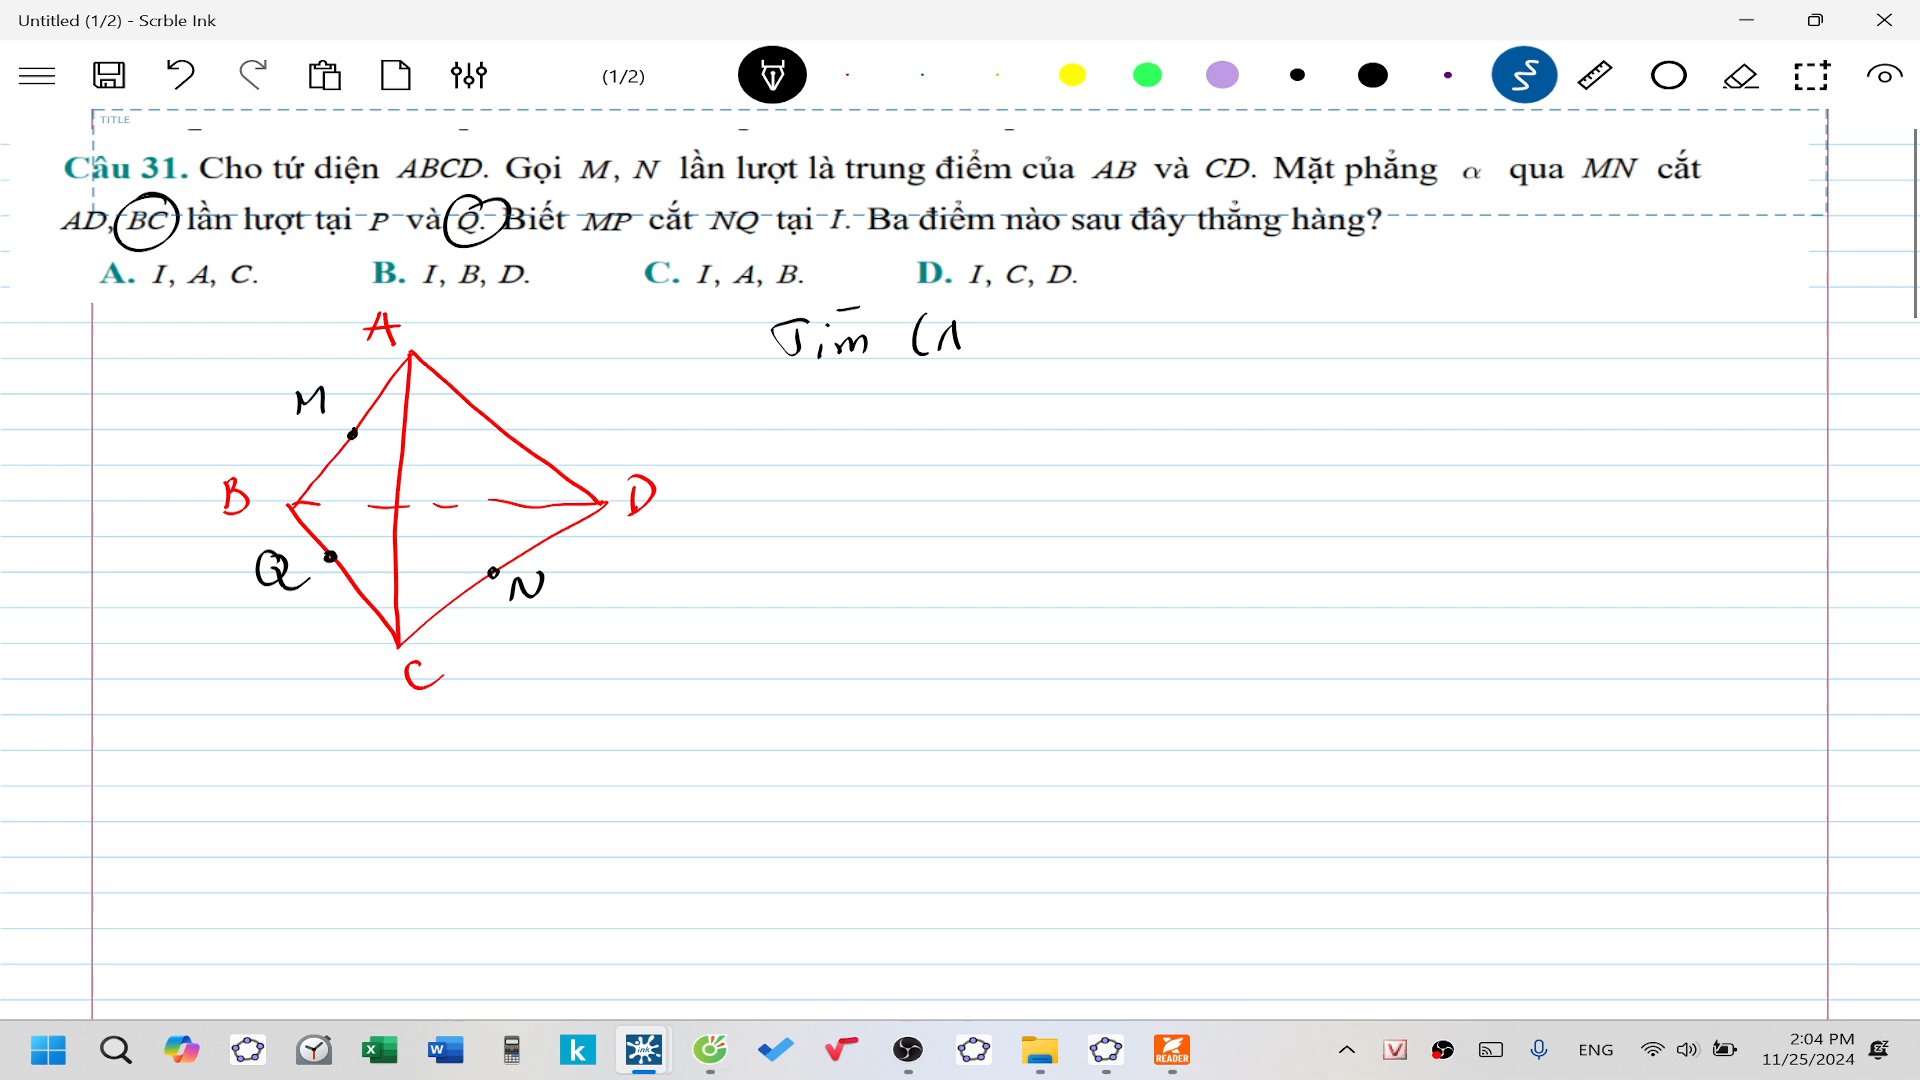 Untitled (1/2) - Scrble Ink
(1/2)
TITLE
Câu 31. Cho tứ diện ABCD. Gọi M, N lần lượt là trung điểm của AB và CD. Mặt phẳng α qua MN cắt
AD, BC lần lượt tại P và Q. Biết MP cắt NQ tại I. Ba điểm nào sau đây thẳng hàng?
A. I, A, C. B. I, B, D. C. I, A, B. D. I, C, D.
A
Tìm (
M
B
D
Q
N
C
ENG
2:04 PM
11/25/2024
READER